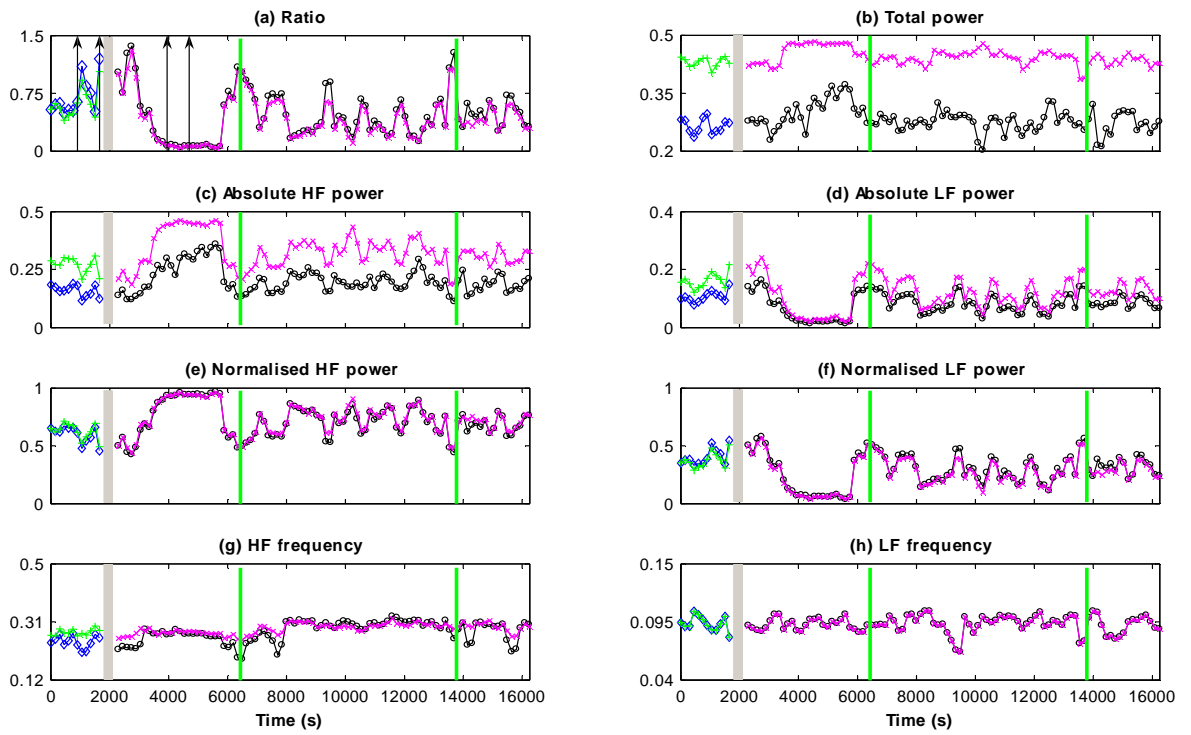 (a) Ratio
1.5
0.75
0
(b) Total power
0.5
0.35
0.2
(c) Absolute HF power
0.5
0.25
0
(d) Absolute LF power
0.4
0.2
0
(e) Normalised HF power
1
0.5
0
(f) Normalised LF power
1
0.5
0
(g) HF frequency
0.5
0.31
0.12
0 2000 4000 6000 8000 10000 12000 14000 16000
Time (s)
(h) LF frequency
0.15
0.095
0.04
0 2000 4000 6000 8000 10000 12000 14000 16000
Time (s)